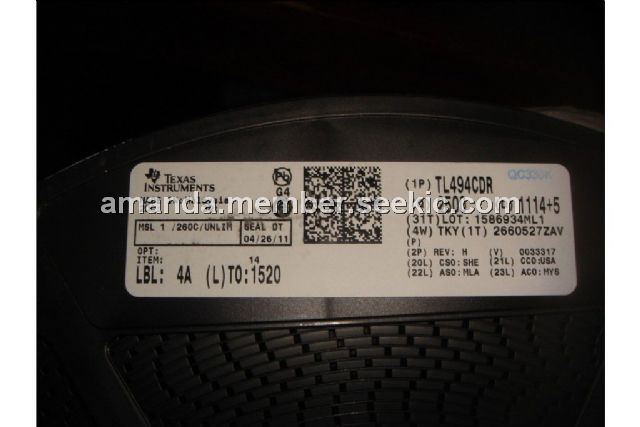 TEXAS
INSTRUMENTS
Pb
G4
amanda.member.seekic.com
MSL 1 /260C/UNLIM
SEAL DT
04/26/11
OPT:
ITEM: 14
LBL: 4A (L)TO:1520
QC330K
(1P) TL494CDR
1114+5
(31T)LOT: 1586934ML1
(4W) TKY(1T) 2660527ZAV
(P)
(2P) REV: H (V) 0033317
(20L) CSO:SHE (21L) CCO:USA
(22L) ASO:MLA (23L) ACO:MYS